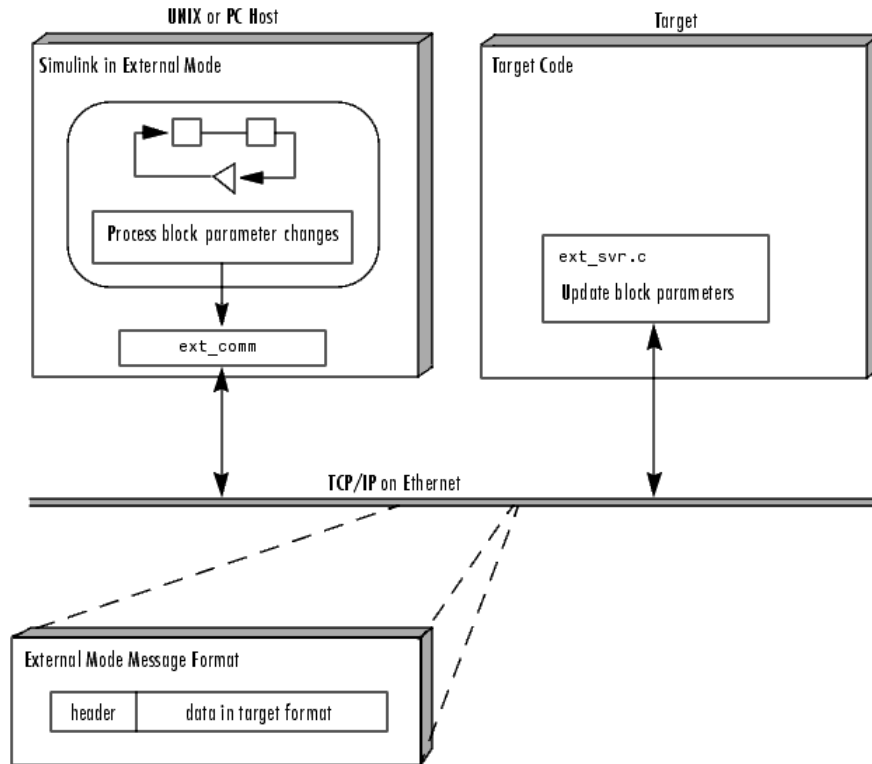 UNIX or PC Host
Target
Simulink in External Mode
Target Code
Process block parameter changes
ext_svr.c
Update block parameters
ext_comm
TCP/IP on Ethernet
External Mode Message Format
header
data in target format